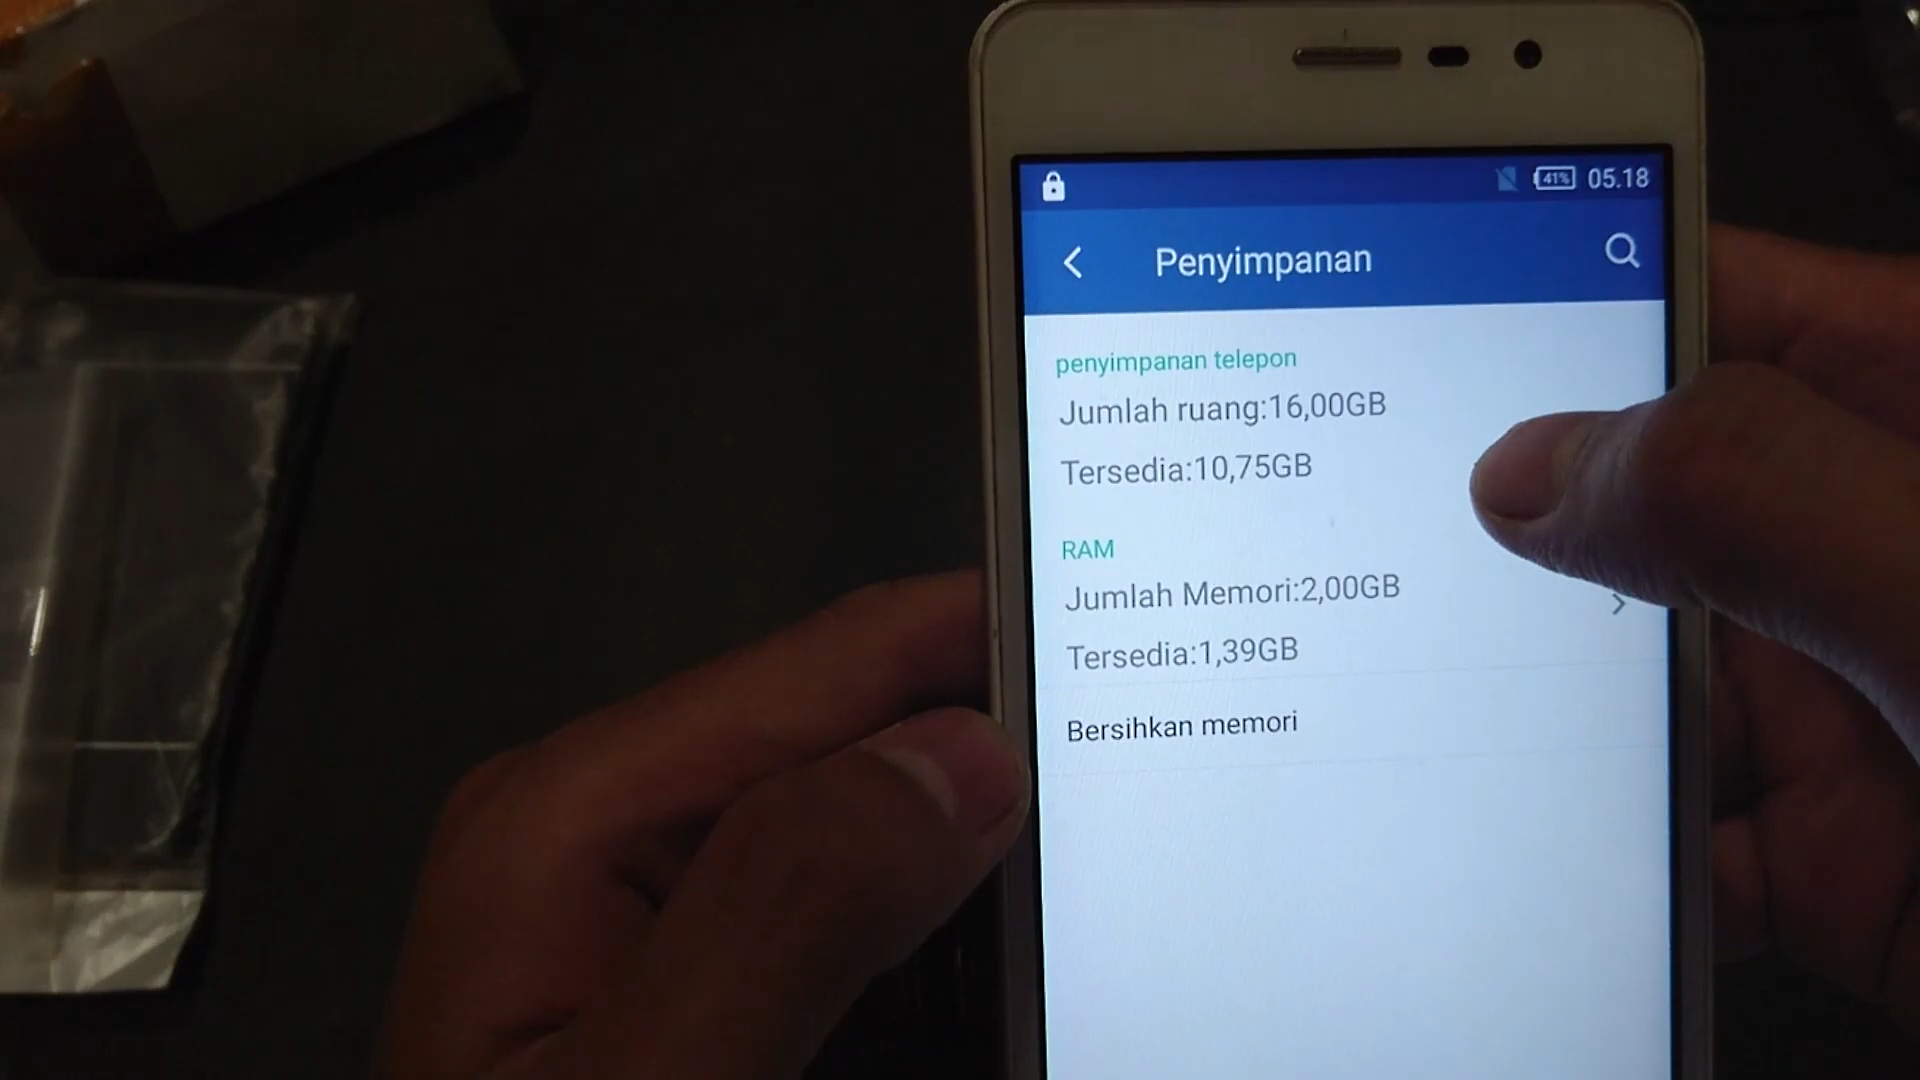 41% 05.18
Penyimpanan
penyimpanan telepon
Jumlah ruang:16,00GB
Tersedia:10,75GB
RAM
Jumlah Memori:2,00GB
Tersedia:1,39GB
Bersihkan memori